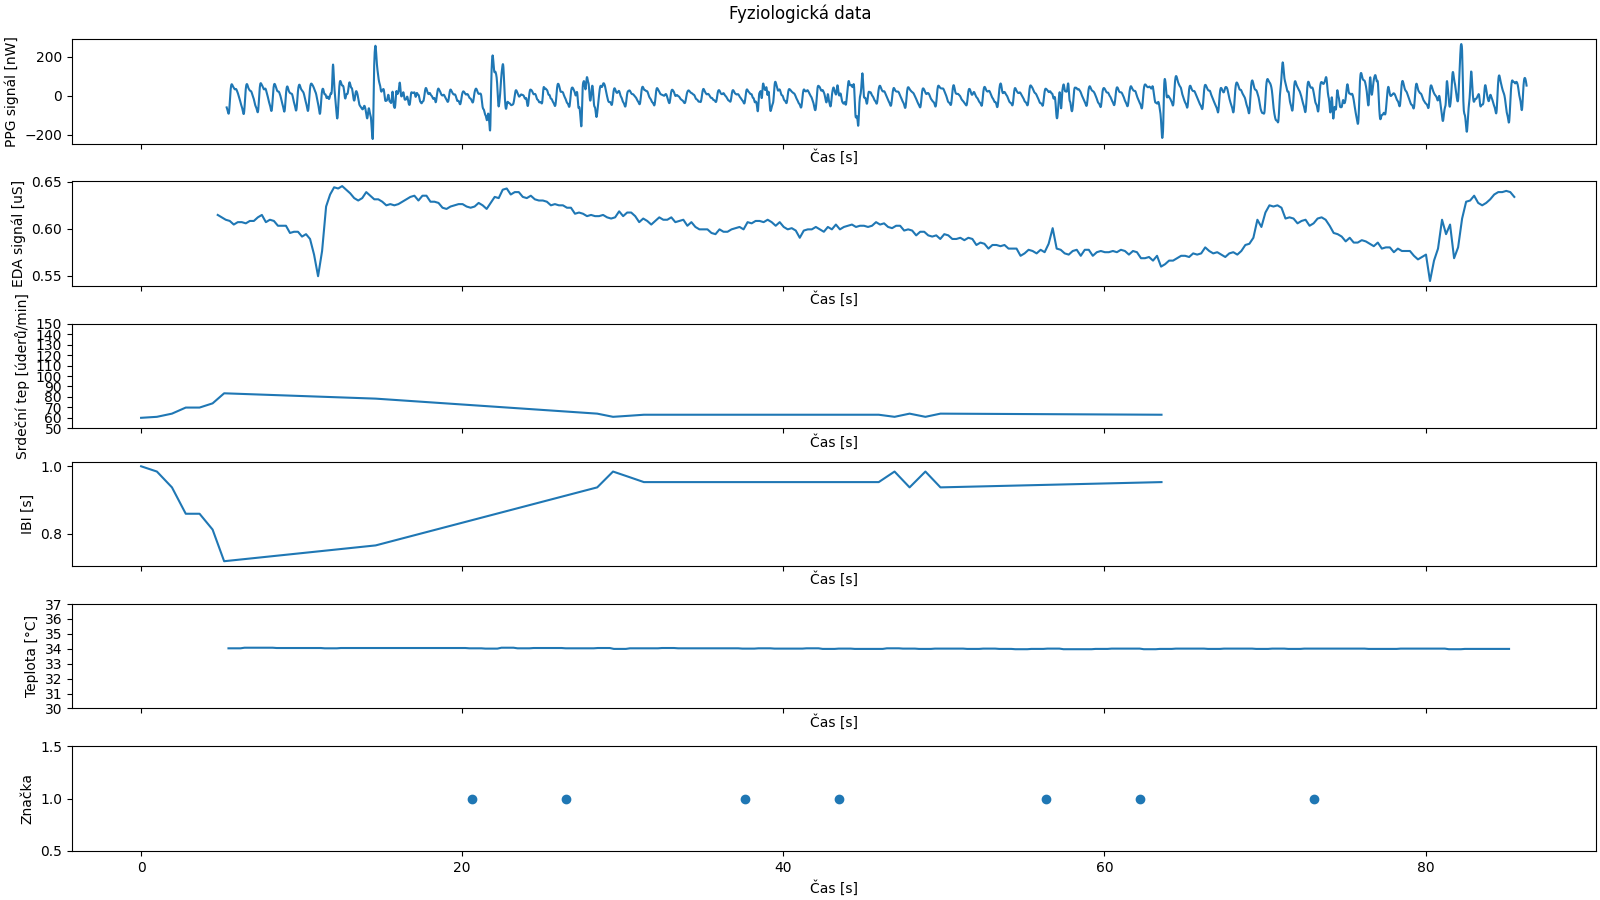 Fyziologická data
PPG signál [nW]
200
0
−200
Čas [s]
EDA signál [uS]
0.65
0.60
0.55
Čas [s]
Srdeční tep [úderů/min]
150
140
130
120
110
100
90
80
70
60
50
Čas [s]
IBI [s]
1.0
0.8
Čas [s]
Teplota [°C]
37
36
35
34
33
32
31
30
Čas [s]
Značka
1.5
1.0
0.5
0 20 40 60 80
Čas [s]